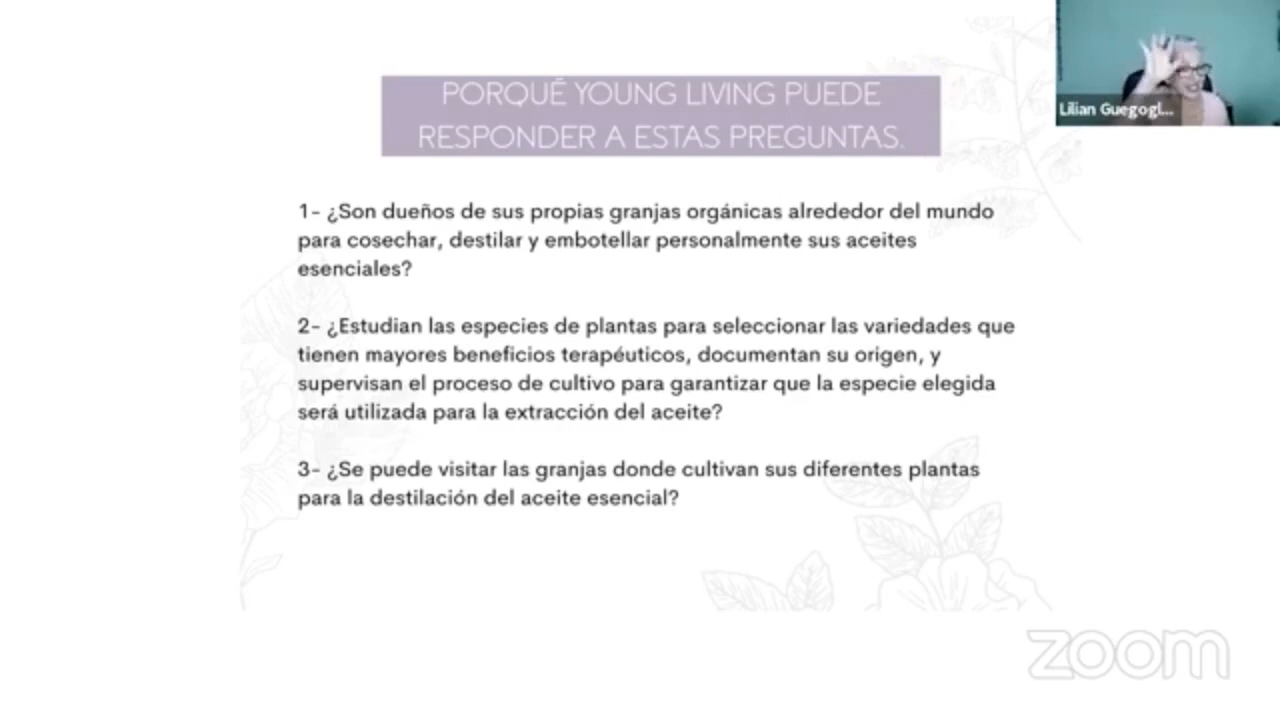 PORQUÉ YOUNG LIVING PUEDE
RESPONDER A ESTAS PREGUNTAS.
Lilian Guegogl...
1- ¿Son dueños de sus propias granjas orgánicas alrededor del mundo
para cosechar, destilar y embotellar personalmente sus aceites
esenciales?
2- ¿Estudian las especies de plantas para seleccionar las variedades que
tienen mayores beneficios terapéuticos, documentan su origen, y
supervisan el proceso de cultivo para garantizar que la especie elegida
será utilizada para la extracción del aceite?
3- ¿Se puede visitar las granjas donde cultivan sus diferentes plantas
para la destilación del aceite esencial?
zoom